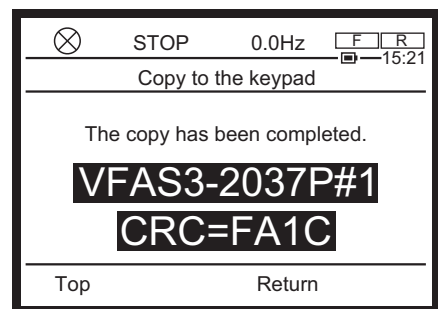 STOP 0.0Hz F R
15:21
Copy to the keypad
The copy has been completed.
VFAS3-2037P#1
CRC=FA1C
Top Return